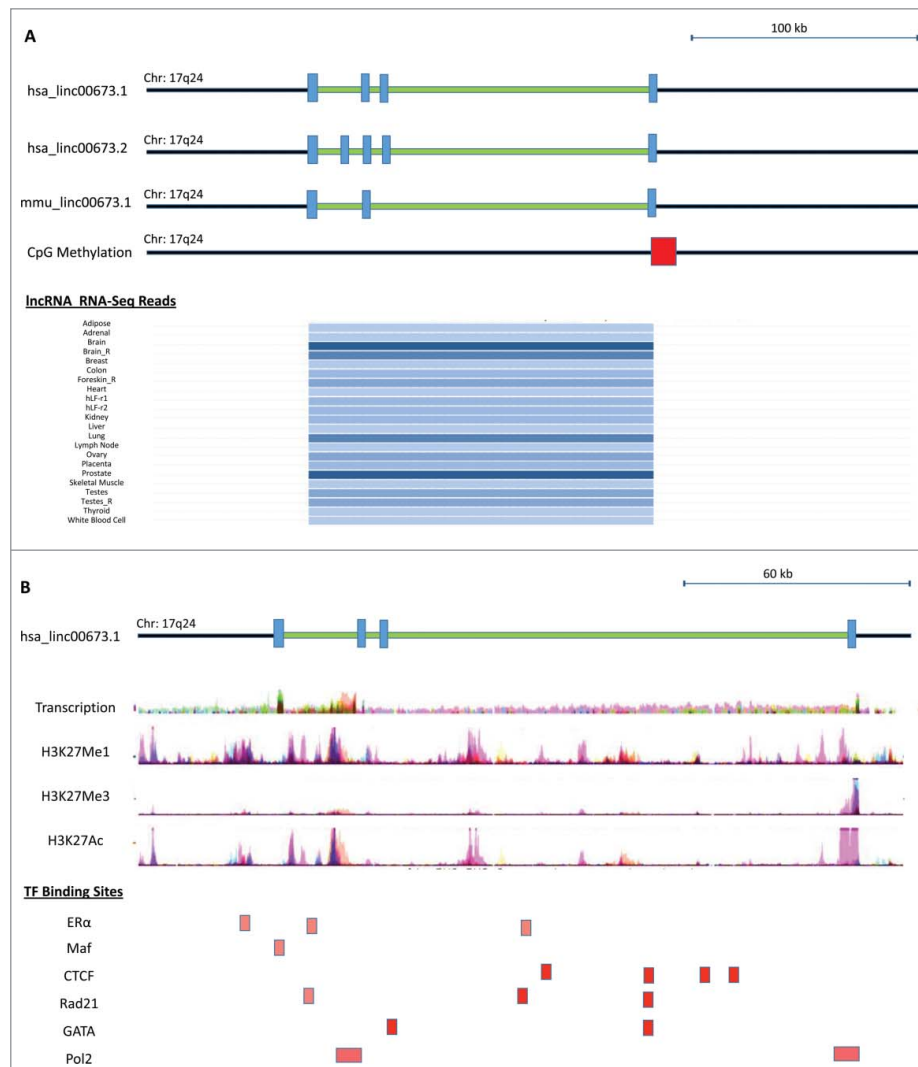 A
100 kb
Chr: 17q24
hsa_linc00673.1
Chr: 17q24
hsa_linc00673.2
Chr: 17q24
mmu_linc00673.1
Chr: 17q24
CpG Methylation
lncRNA RNA-Seq Reads
Adipose
Adrenal
Brain
Brain_R
Breast
Colon
Foreskin_R
Heart
hLF-r1
hLF-r2
Kidney
Liver
Lung
Lymph Node
Ovary
Placenta
Prostate
Skeletal Muscle
Testes
Testes_R
Thyroid
White Blood Cell
B
60 kb
Chr: 17q24
hsa_linc00673.1
Transcription
H3K27Me1
H3K27Me3
H3K27Ac
TF Binding Sites
ERα
Maf
CTCF
Rad21
GATA
Pol2